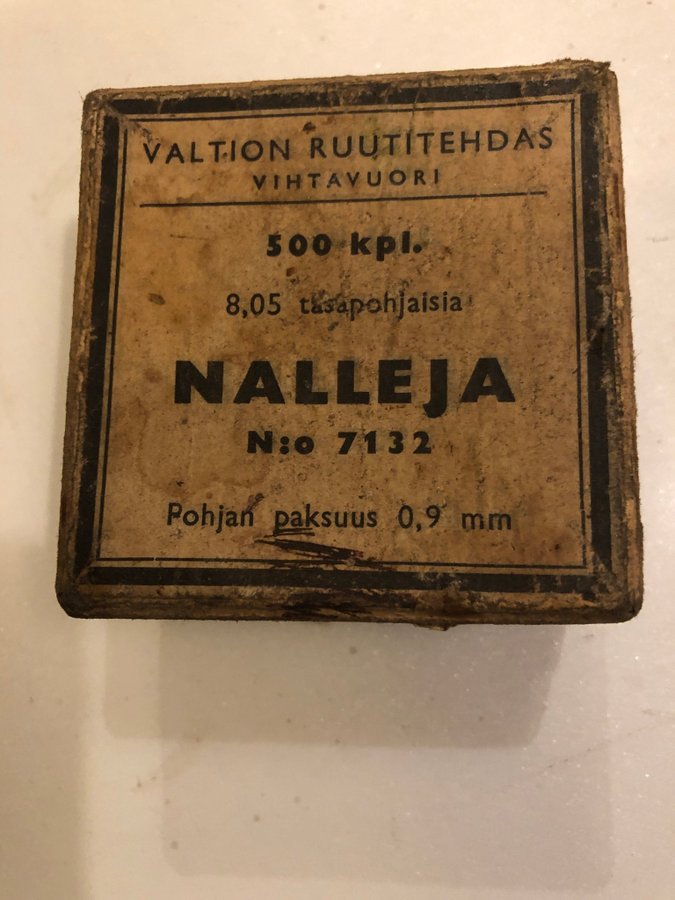 VALTION RUUTITEHDAS
VIHTAVUORI
500 kpl.
8,05 tasapohjaisia
NALLEJA
N:o 7132
Pohjan paksuus 0,9 mm